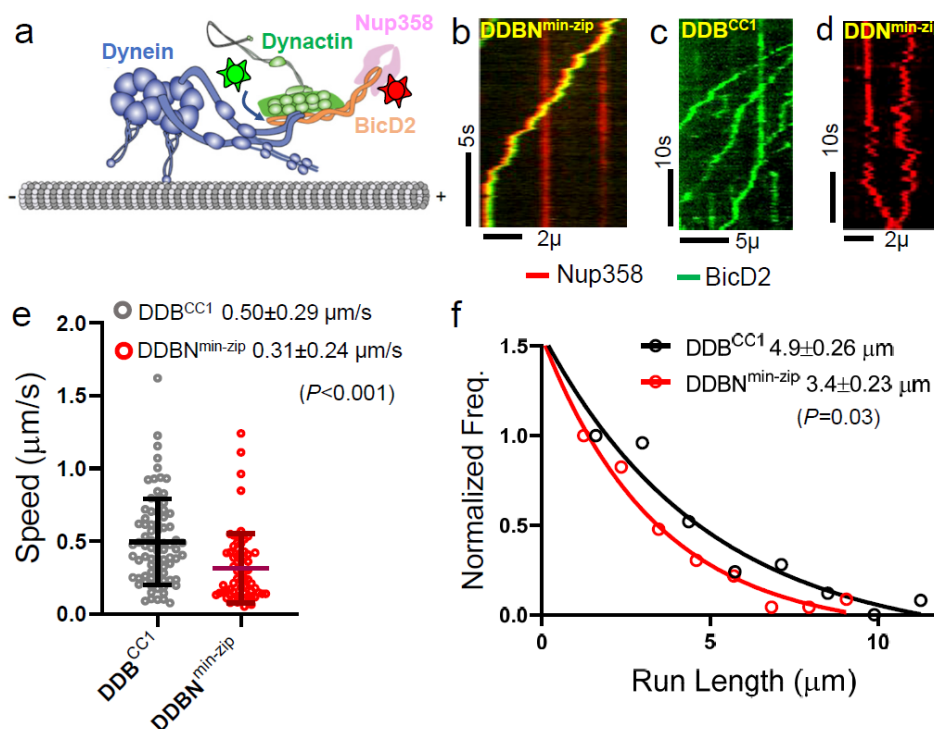 a
Dynein
Dynactin
Nup358
BicD2
-
+
b
DDBN^min-zip
5s
2μ
c
DDB^CC1
10s
5μ
d
10s
2μ
Nup358
BicD2
e
DDB^CC1 0.50±0.29 μm/s
DDBN^min-zip 0.31±0.24 μm/s
(P<0.001)
Speed (μm/s)
2.0
1.5
1.0
0.5
0.0
DDB^CC1
DDBN^min-zip
f
DDB^CC1 4.9±0.26 μm
DDBN^min-zip 3.4±0.23 μm
(P=0.03)
Normalized Freq.
1.5
1.0
0.5
0.0
0
5
10
Run Length (μm)